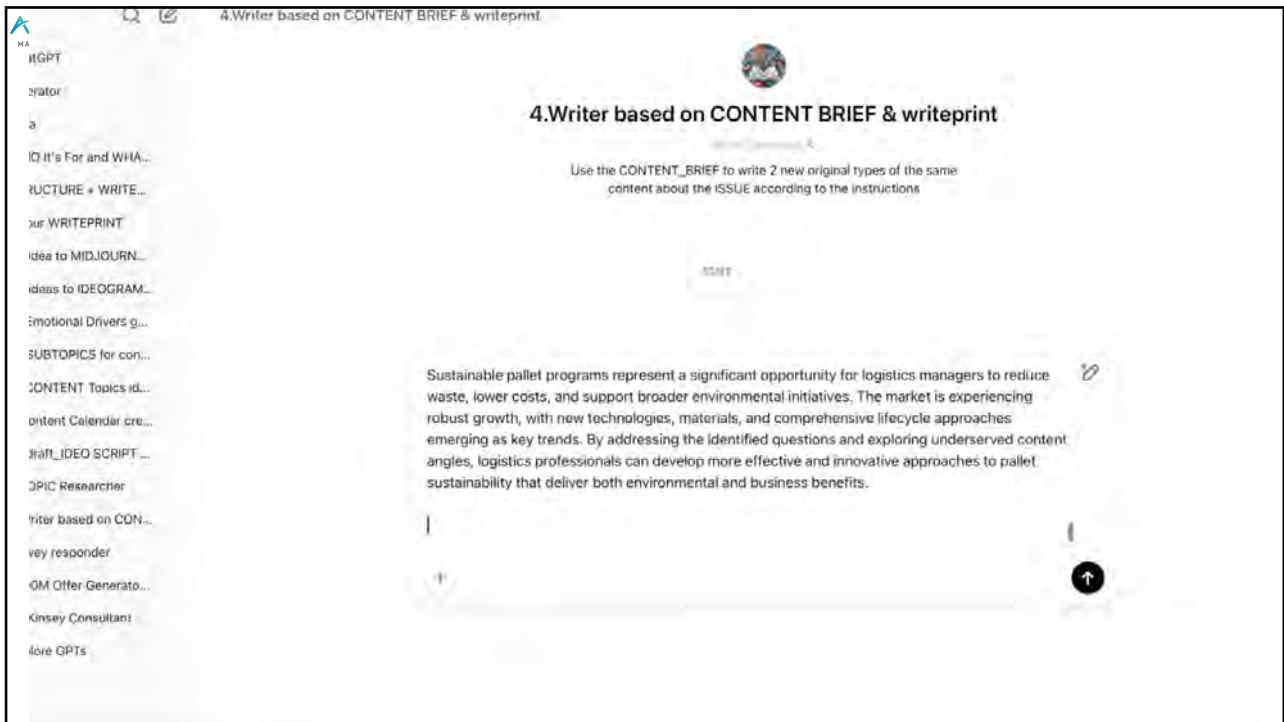 4.Writer based on CONTENT BRIEF & writeprint
MA
atGPT
erator
a
IO It's For and WHA...
RUCTURE + WRITE...
our WRITEPRINT
idea to MIDJOURN...
ideas to IDEOGRAM...
Emotional Drivers g...
SUBTOPICS for con...
CONTENT Topics id...
ontent Calendar cre...
draft_IDEO SCRIPT ...
OPIC Researcher
riter based on CON...
vey responder
OM Offer Generato...
Kinsey Consultant
lore GPTs
4.Writer based on CONTENT BRIEF & writeprint
Use the CONTENT_BRIEF to write 2 new original types of the same
content about the ISSUE according to the instructions
START
Sustainable pallet programs represent a significant opportunity for logistics managers to reduce
waste, lower costs, and support broader environmental initiatives. The market is experiencing
robust growth, with new technologies, materials, and comprehensive lifecycle approaches
emerging as key trends. By addressing the identified questions and exploring underserved content
angles, logistics professionals can develop more effective and innovative approaches to pallet
sustainability that deliver both environmental and business benefits.